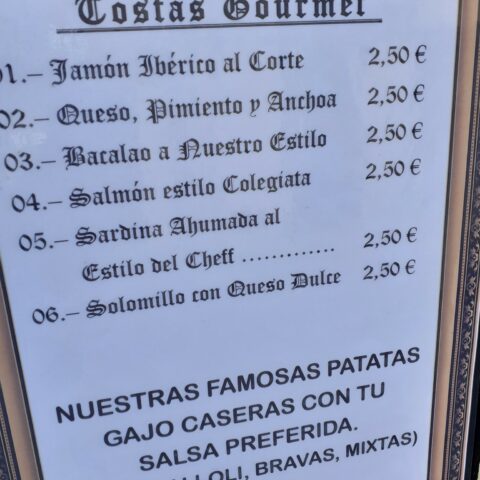 Tostas Gourmet
01.– Jamón Ibérico al Corte 2,50 €
02.– Queso, Pimiento y Anchoa 2,50 €
03.– Bacalao a Nuestro Estilo 2,50 €
04.– Salmón estilo Colegiata 2,50 €
05.– Sardina Ahumada al
Estilo del Cheff ............. 2,50 €
06.– Solomillo con Queso Dulce 2,50 €
NUESTRAS FAMOSAS PATATAS
GAJO CASERAS CON TU
SALSA PREFERIDA.
BRAVAS, MIXTAS)